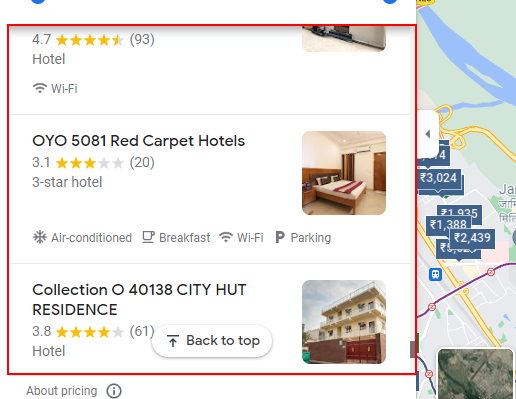 4.7 (93)
Hotel
Wi-Fi
OYO 5081 Red Carpet Hotels
3.1 (20)
3-star hotel
Air-conditioned Breakfast Wi-Fi Parking
Collection O 40138 CITY HUT
RESIDENCE
3.8 (61)
Hotel
Back to top
About pricing
₹3,024
₹1,935
₹1,388
₹2,439